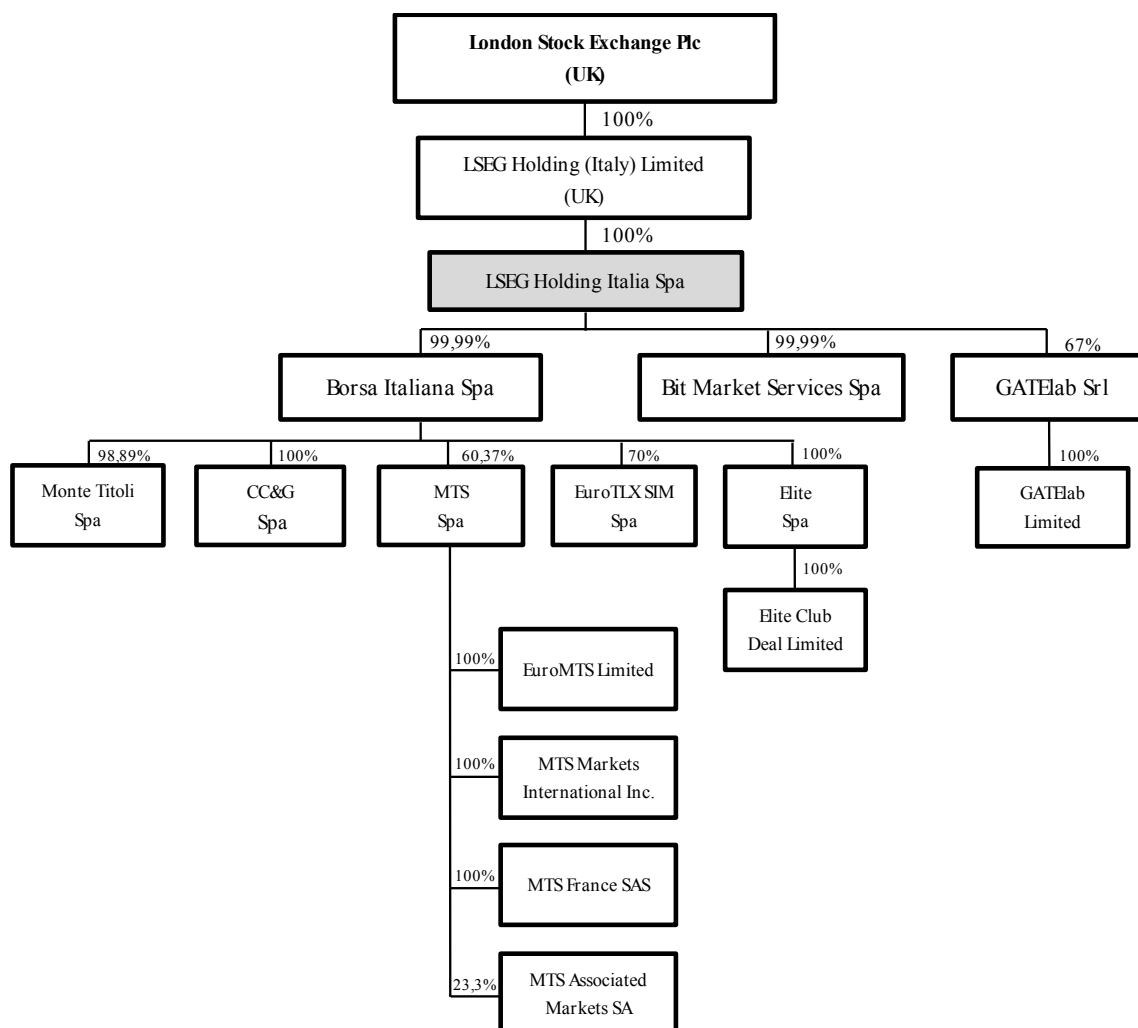 London Stock Exchange Plc
(UK)
100%
LSEG Holding (Italy) Limited
(UK)
100%
LSEG Holding Italia Spa
99,99%
99,99%
67%
Borsa Italiana Spa
Bit Market Services Spa
GATElab Srl
98,89%
100%
60,37%
70%
100%
100%
Monte Titoli
Spa
CC&G
Spa
MTS
Spa
EuroTLX SIM
Spa
Elite
Spa
GATElab
Limited
100%
Elite Club
Deal Limited
100%
EuroMTS Limited
100%
MTS Markets
International Inc.
100%
MTS France SAS
23,3%
MTS Associated
Markets SA